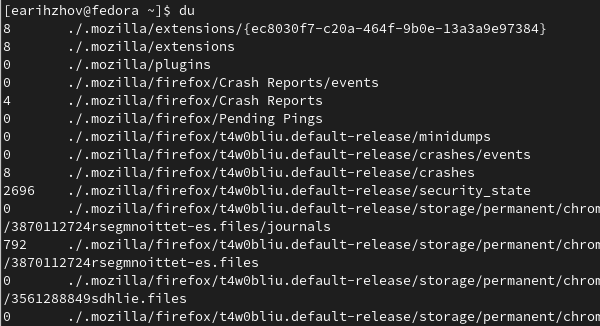 [earihzhov@fedora ~]$ du
8       ./.mozilla/extensions/{ec8030f7-c20a-464f-9b0e-13a3a9e97384}
8       ./.mozilla/extensions
0       ./.mozilla/plugins
0       ./.mozilla/firefox/Crash Reports/events
4       ./.mozilla/firefox/Crash Reports
0       ./.mozilla/firefox/Pending Pings
0       ./.mozilla/firefox/t4w0bliu.default-release/minidumps
0       ./.mozilla/firefox/t4w0bliu.default-release/crashes/events
8       ./.mozilla/firefox/t4w0bliu.default-release/crashes
2696    ./.mozilla/firefox/t4w0bliu.default-release/security_state
0       ./.mozilla/firefox/t4w0bliu.default-release/storage/permanent/chrom
/3870112724rsegmnoittet-es.files/journals
792     ./.mozilla/firefox/t4w0bliu.default-release/storage/permanent/chrom
/3870112724rsegmnoittet-es.files
0       ./.mozilla/firefox/t4w0bliu.default-release/storage/permanent/chrom
/3561288849sdhlie.files
0       ./.mozilla/firefox/t4w0bliu.default-release/storage/permanent/chrom